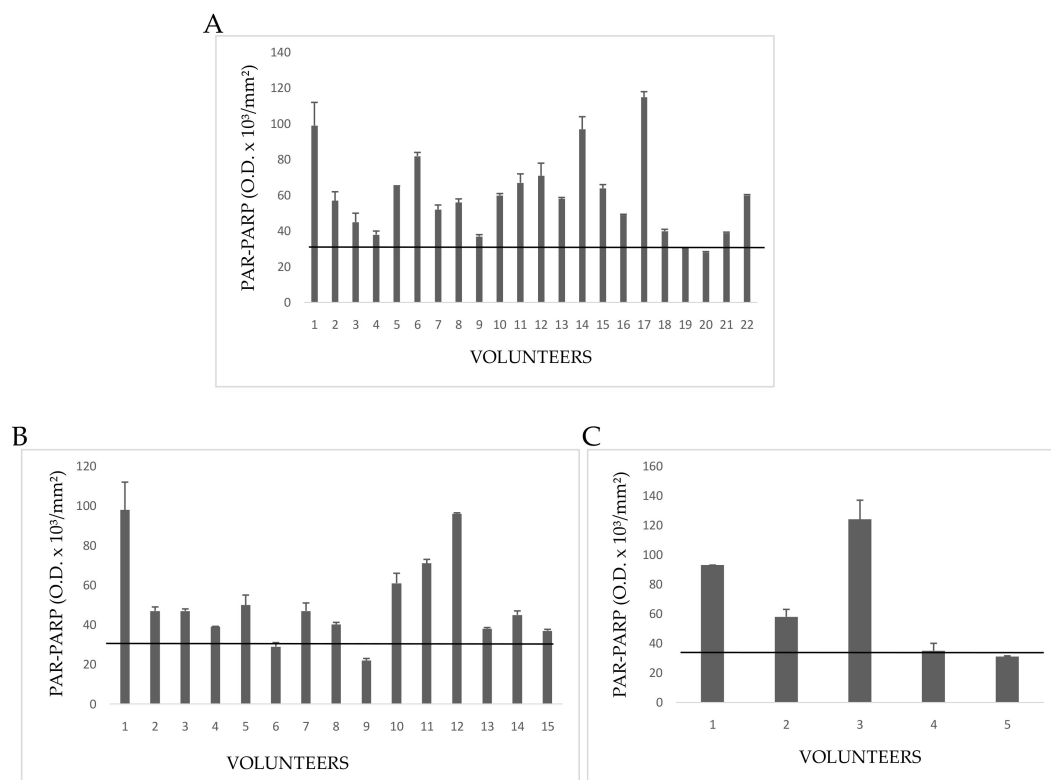 A
PAR-PARP (O.D. x 10³/mm²)
140
120
100
80
60
40
20
0
1 2 3 4 5 6 7 8 9 10 11 12 13 14 15 16 17 18 19 20 21 22
VOLUNTEERS
B
PAR-PARP (O.D. x 10³/mm²)
120
100
80
60
40
20
0
1 2 3 4 5 6 7 8 9 10 11 12 13 14 15
VOLUNTEERS
C
PAR-PARP (O.D. x 10³/mm²)
160
140
120
100
80
60
40
20
0
1 2 3 4 5
VOLUNTEERS